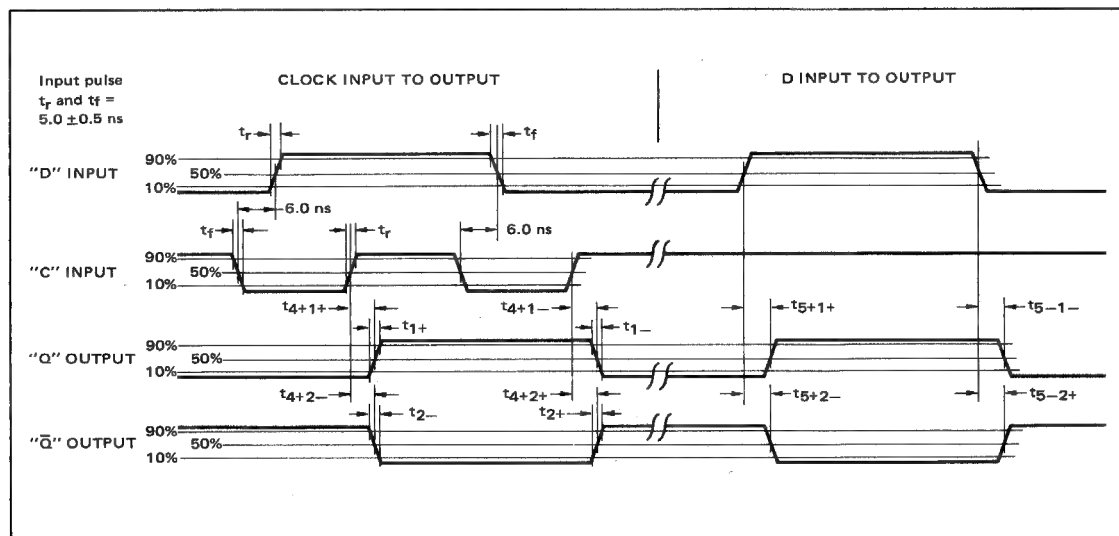 Input pulse
tr and tf =
5.0 ±0.5 ns
CLOCK INPUT TO OUTPUT
D INPUT TO OUTPUT
tr
tf
"D" INPUT
90%
50%
10%
6.0 ns
6.0 ns
tf
tr
"C" INPUT
90%
50%
10%
t4+1+
t4+1−
t5+1+
t5−1−
t1+
t1−
"Q" OUTPUT
90%
50%
10%
t4+2−
t4+2+
t5+2−
t5−2+
t2−
t2+
"Q̅" OUTPUT
90%
50%
10%